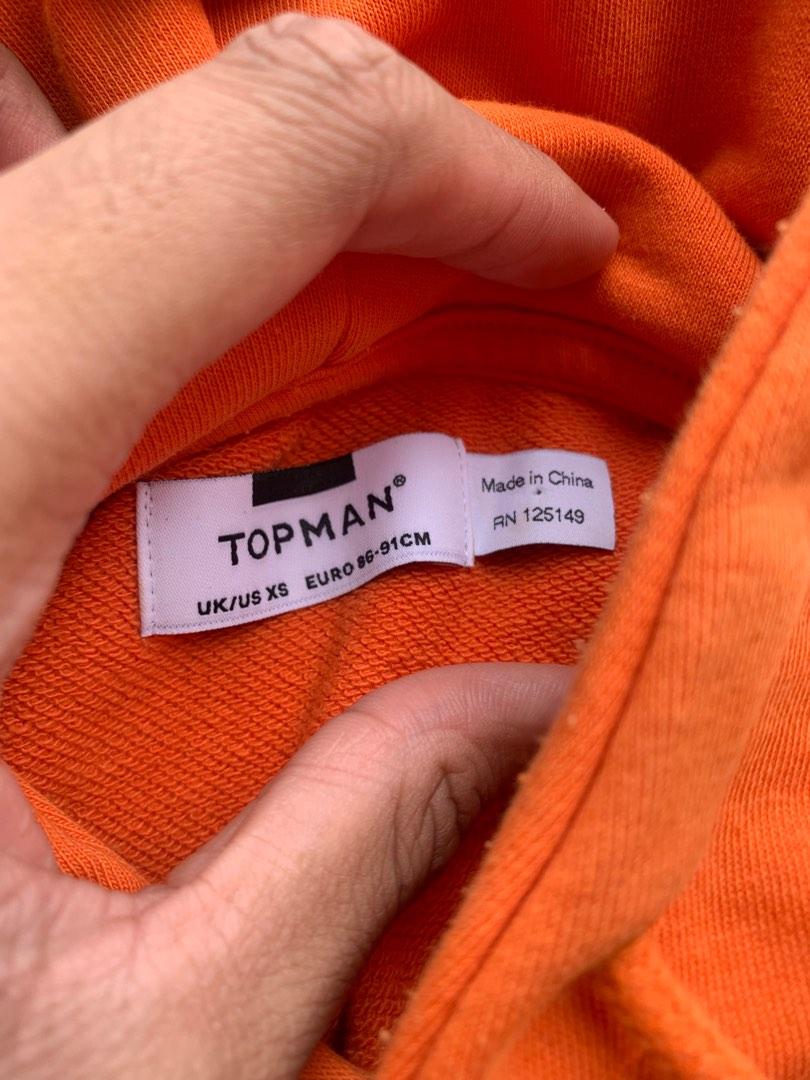 TOPMAN®
UK/US XS EURO 86-91CM
Made in China
RN 125149